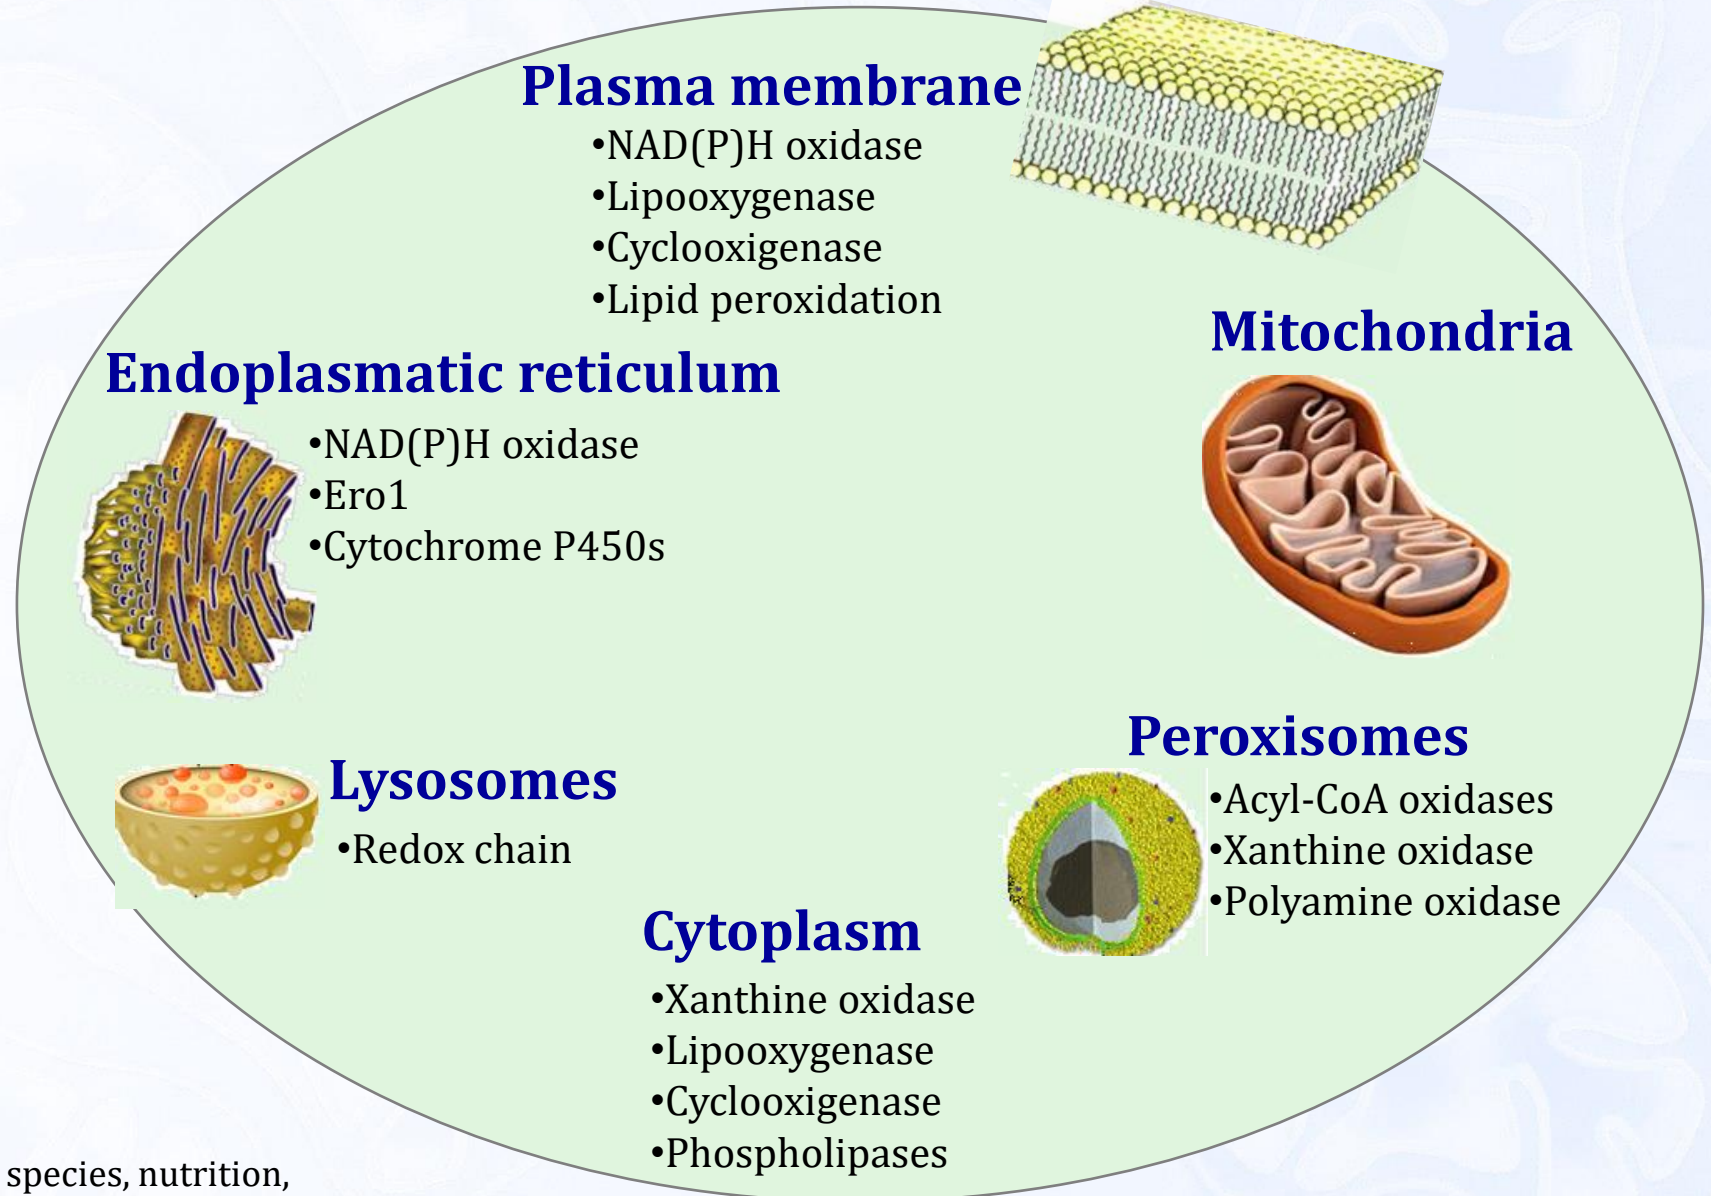 Plasma membrane
•NAD(P)H oxidase
•Lipooxygenase
•Cyclooxigenase
•Lipid peroxidation
Mitochondria
Endoplasmatic reticulum
•NAD(P)H oxidase
•Ero1
•Cytochrome P450s
Peroxisomes
•Acyl-CoA oxidases
•Xanthine oxidase
•Polyamine oxidase
Lysosomes
•Redox chain
Cytoplasm
•Xanthine oxidase
•Lipooxygenase
•Cyclooxigenase
•Phospholipases
species, nutrition,